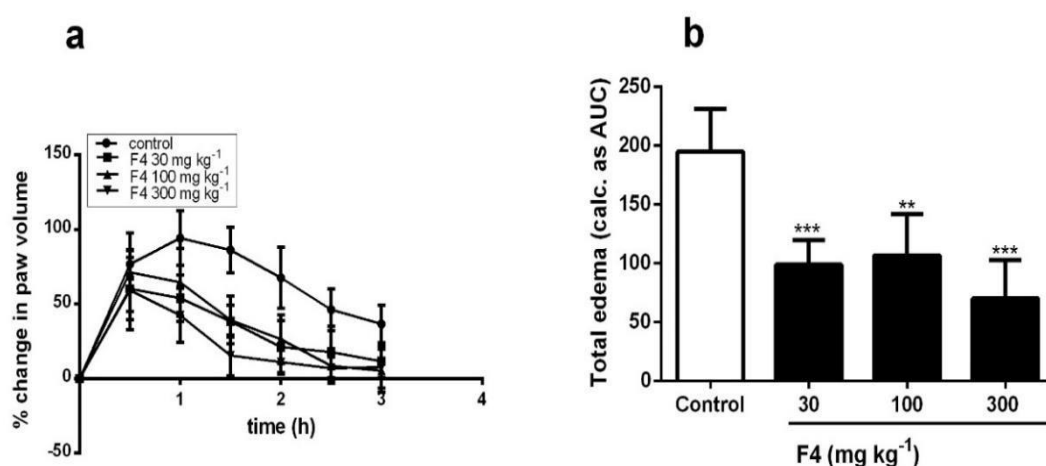 a
control
F4 30 mg kg⁻¹
F4 100 mg kg⁻¹
F4 300 mg kg⁻¹
% change in paw volume
150
100
50
0
-50
1
2
3
4
time (h)
b
Total edema (calc. as AUC)
250
200
150
100
50
0
***
**
***
Control
30
100
300
F4 (mg kg⁻¹)